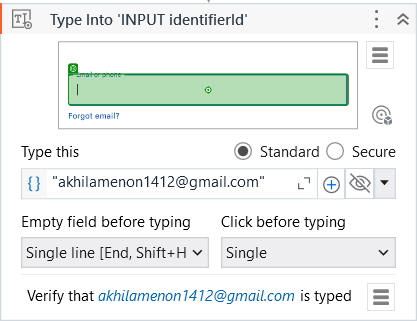 Type Into 'INPUT identifierId'
Email or phone
Forgot email?
Type this
Standard
Secure
{ } "akhilamenon1412@gmail.com"
Empty field before typing
Click before typing
Single line [End, Shift+H
Single
Verify that akhilamenon1412@gmail.com is typed